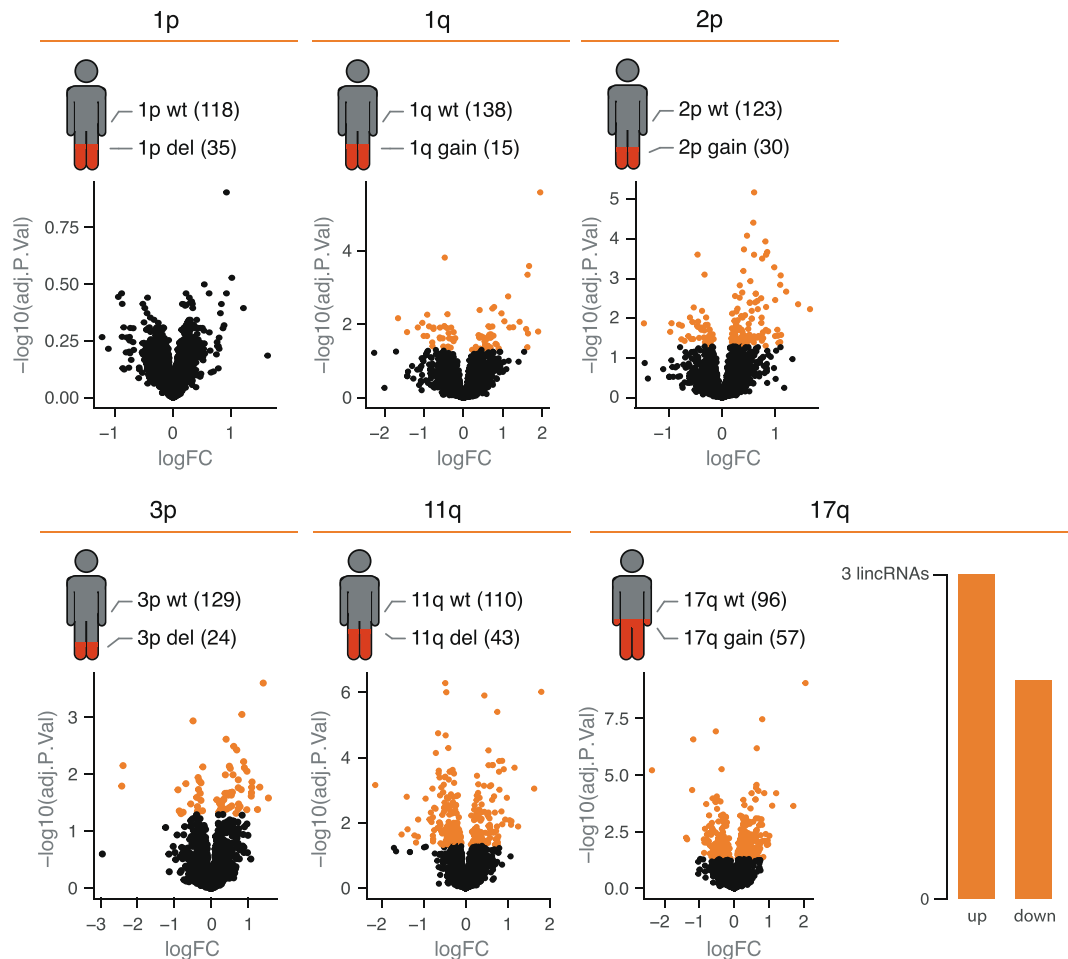 1p
1q
2p
1p wt (118)
1p del (35)
1q wt (138)
1q gain (15)
2p wt (123)
2p gain (30)
−log10(adj.P.Val)
0.75
0.50
0.25
0.00
−1
0
1
logFC
−log10(adj.P.Val)
4
2
0
−2
−1
0
1
2
logFC
−log10(adj.P.Val)
5
4
3
2
1
0
−1
0
1
logFC
3p
11q
17q
3p wt (129)
3p del (24)
11q wt (110)
11q del (43)
17q wt (96)
17q gain (57)
−log10(adj.P.Val)
3
2
1
0
−3
−2
−1
0
1
logFC
−log10(adj.P.Val)
6
4
2
0
−2
−1
0
1
2
logFC
−log10(adj.P.Val)
7.5
5.0
2.5
0.0
−2
−1
0
1
2
logFC
3 lincRNAs
0
up
down